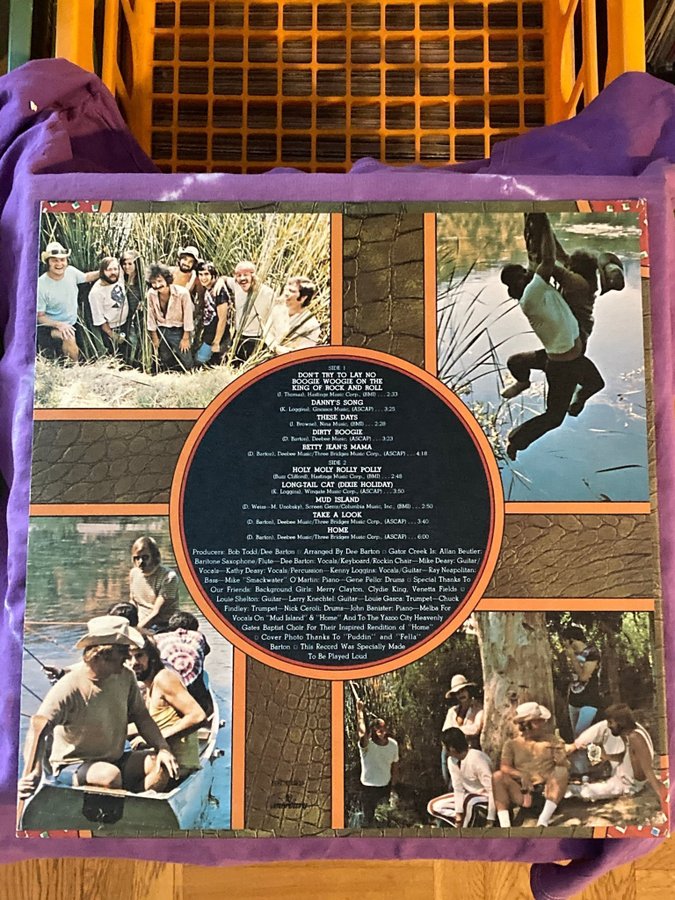 SIDE 1
DON'T TRY TO LAY NO
BOOGIE WOOGIE ON THE
KING OF ROCK AND ROLL
(J. Thomas), Hastings Music Corp., (BMI) . . . 2:33
DANNY'S SONG
(K. Loggins), Gnossos Music, (ASCAP) . . . 3:25
THESE DAYS
(J. Browne), Nina Music, (BMI) . . . 2:28
DIRTY BOOGIE
(D. Barton), Deebee Music, (ASCAP) . . . 3:23
BETTY JEAN'S MAMA
(D. Barton), Deebee Music/Three Bridges Music Corp., (ASCAP) . . . 4:18
SIDE 2
HOLY MOLY ROLLY POLLY
(Buzz Clifford), Hastings Music Corp., (BMI) . . . 2:48
LONG-TAIL CAT (DIXIE HOLIDAY)
(K. Loggins), Wingate Music Corp., (ASCAP) . . . 3:50
MUD ISLAND
(D. Weiss—M. Unobsky), Screen Gems/Columbia Music, Inc., (BMI) . . . 2:50
TAKE A LOOK
(D. Barton), Deebee Music/Three Bridges Music Corp., (ASCAP) . . . 3:40
HOME
(D. Barton), Deebee Music/Three Bridges Music Corp., (ASCAP) . . . 6:00
Producers: Bob Todd/Dee Barton □ Arranged By Dee Barton □ Gator Creek Is: Allan Beutler:
Baritone Saxophone/Flute—Dee Barton: Vocals/Keyboard/Rockin Chair—Mike Deasy: Guitar/
Vocals—Kathy Deasy: Vocals/Percussion—Kenny Loggins: Vocals/Guitar—Ray Neapolitan:
Bass—Mike "Smackwater" O'Martin: Piano—Gene Pello: Drums □ Special Thanks To
Our Friends: Background Girls: Merry Clayton, Clydie King, Venetta Fields □
Louie Shelton: Guitar—Larry Knechtel: Guitar—Louie Gasca: Trumpet—Chuck
Findley: Trumpet—Nick Ceroli: Drums—John Banister: Piano—Melba For
Vocals On "Mud Island" & "Home" And To The Yazoo City Heavenly
Gates Baptist Choir For Their Inspired Rendition of "Home"
□ Cover Photo Thanks To "Puddin" and "Fella"
Barton □ This Record Was Specially Made
To Be Played Loud
mercury